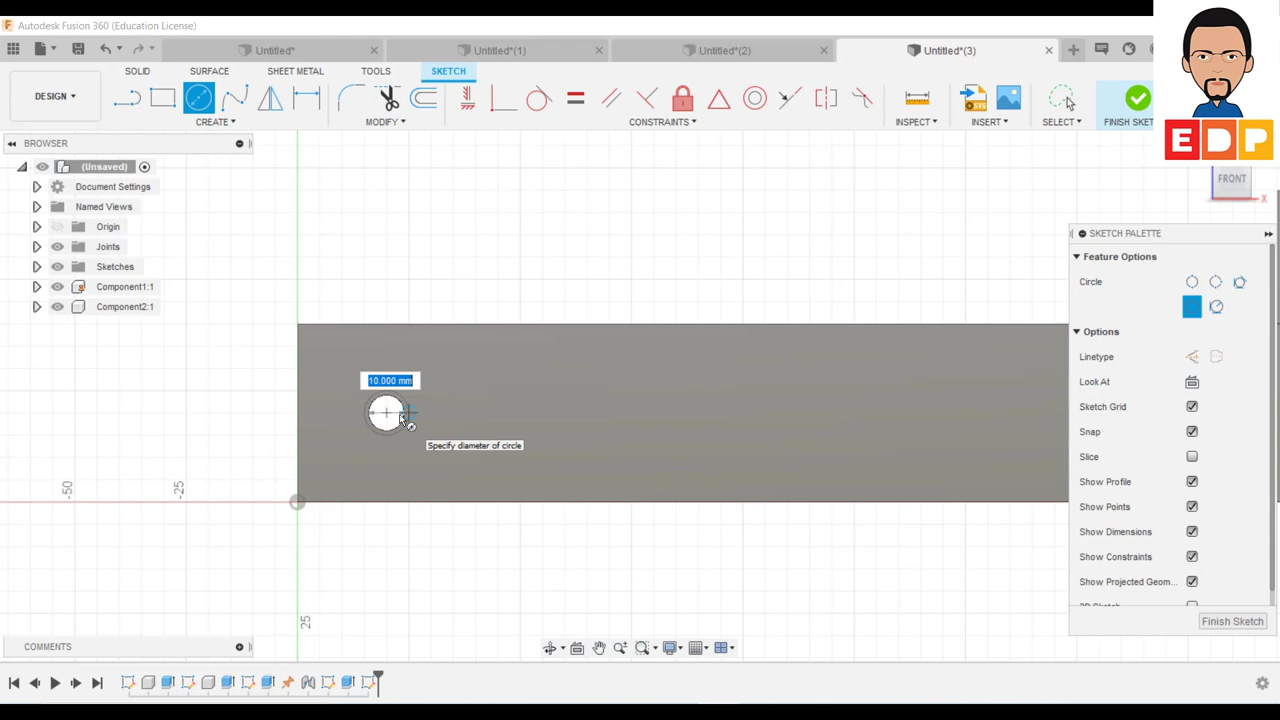 Autodesk Fusion 360 (Education License)
Untitled*
Untitled*(1)
Untitled*(2)
Untitled*(3)
SOLID SURFACE SHEET METAL TOOLS SKETCH
DESIGN
CREATE MODIFY CONSTRAINTS INSPECT INSERT SELECT FINISH SKET
EDP
BROWSER
(Unsaved)
Document Settings
Named Views
Origin
Joints
Sketches
Component1:1
Component2:1
FRONT
X
SKETCH PALETTE
Feature Options
Circle
Options
Linetype
Look At
Sketch Grid
Snap
Slice
Show Profile
Show Points
Show Dimensions
Show Constraints
Show Projected Geom...
Finish Sketch
10.000 mm
Specify diameter of circle
-50
-25
25
COMMENTS